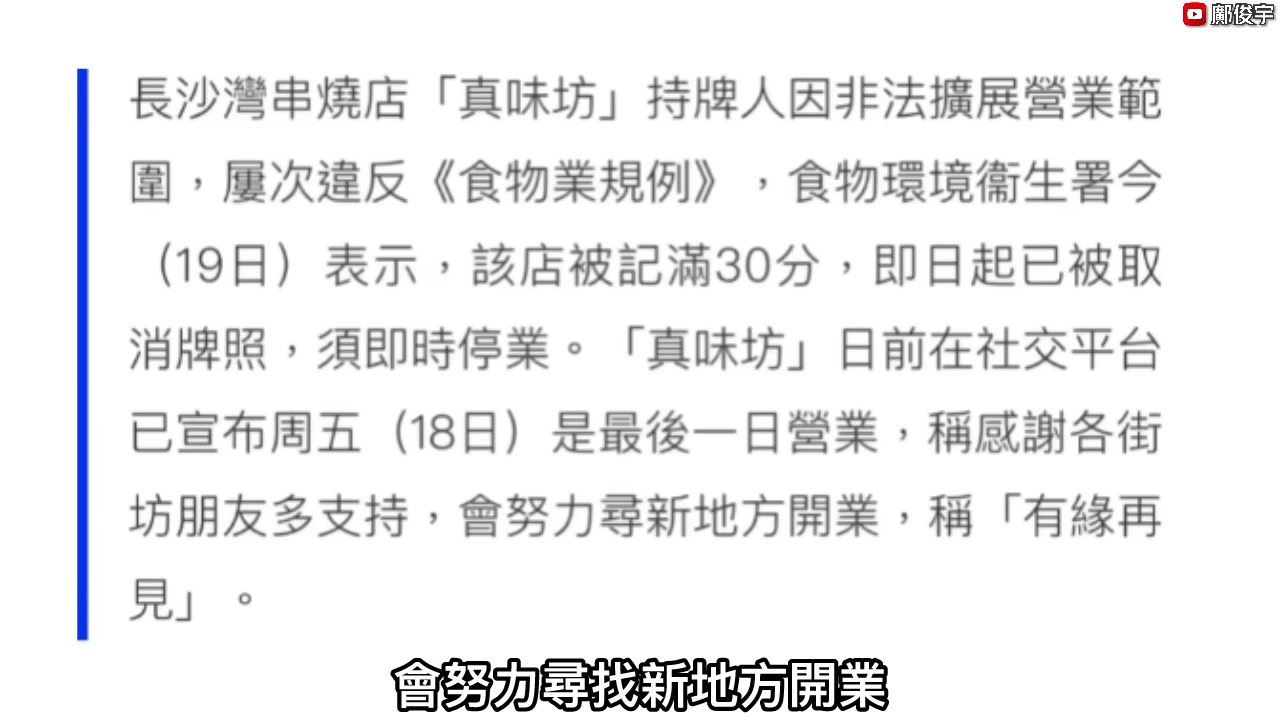 鄺俊宇
長沙灣串燒店「真味坊」持牌人因非法擴展營業範
圍，屢次違反《食物業規例》，食物環境衞生署今
（19日）表示，該店被記滿30分，即日起已被取
消牌照，須即時停業。「真味坊」日前在社交平台
已宣布周五（18日）是最後一日營業，稱感謝各街
坊朋友多支持，會努力尋新地方開業，稱「有緣再
見」。
會努力尋找新地方開業